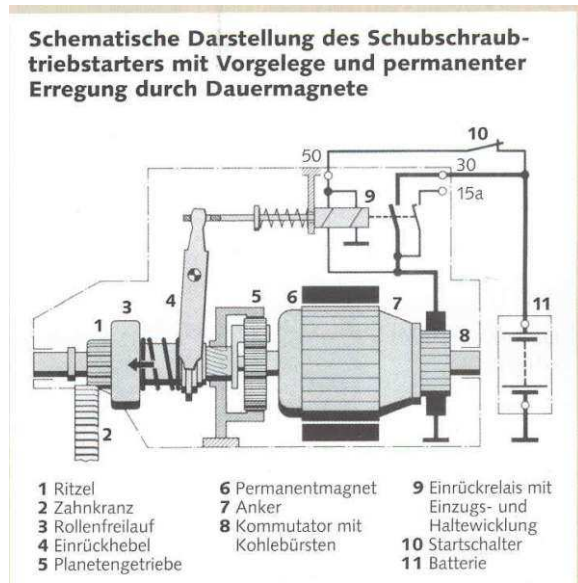 Schematische Darstellung des Schubschraub-
triebstarters mit Vorgelege und permanenter
Erregung durch Dauermagnete
10
50
30
15a
9
3
4
5
6
7
11
1
8
2
1 Ritzel
2 Zahnkranz
3 Rollenfreilauf
4 Einrückhebel
5 Planetengetriebe
6 Permanentmagnet
7 Anker
8 Kommutator mit
Kohlebürsten
9 Einrückrelais mit
Einzugs- und
Haltewicklung
10 Startschalter
11 Batterie